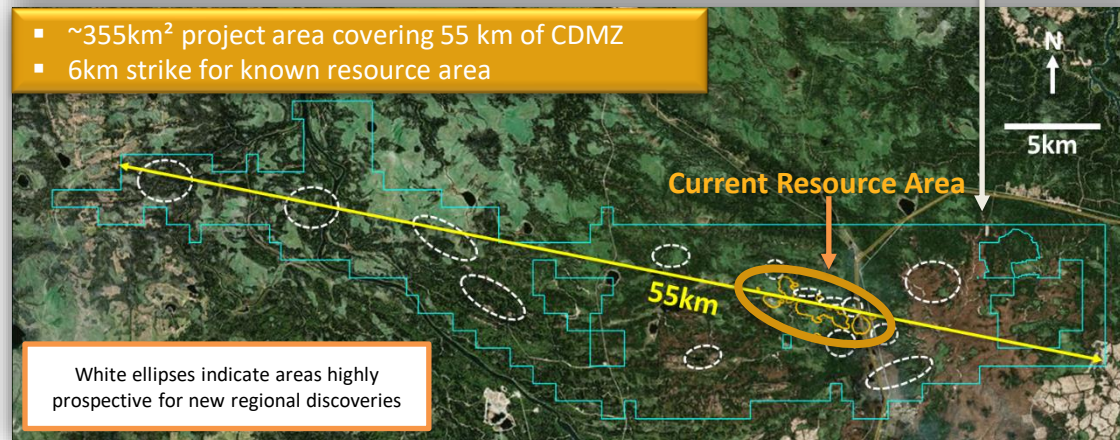 ▪ ~355km² project area covering 55 km of CDMZ
▪ 6km strike for known resource area
N
5km
Current Resource Area
55km
White ellipses indicate areas highly
prospective for new regional discoveries